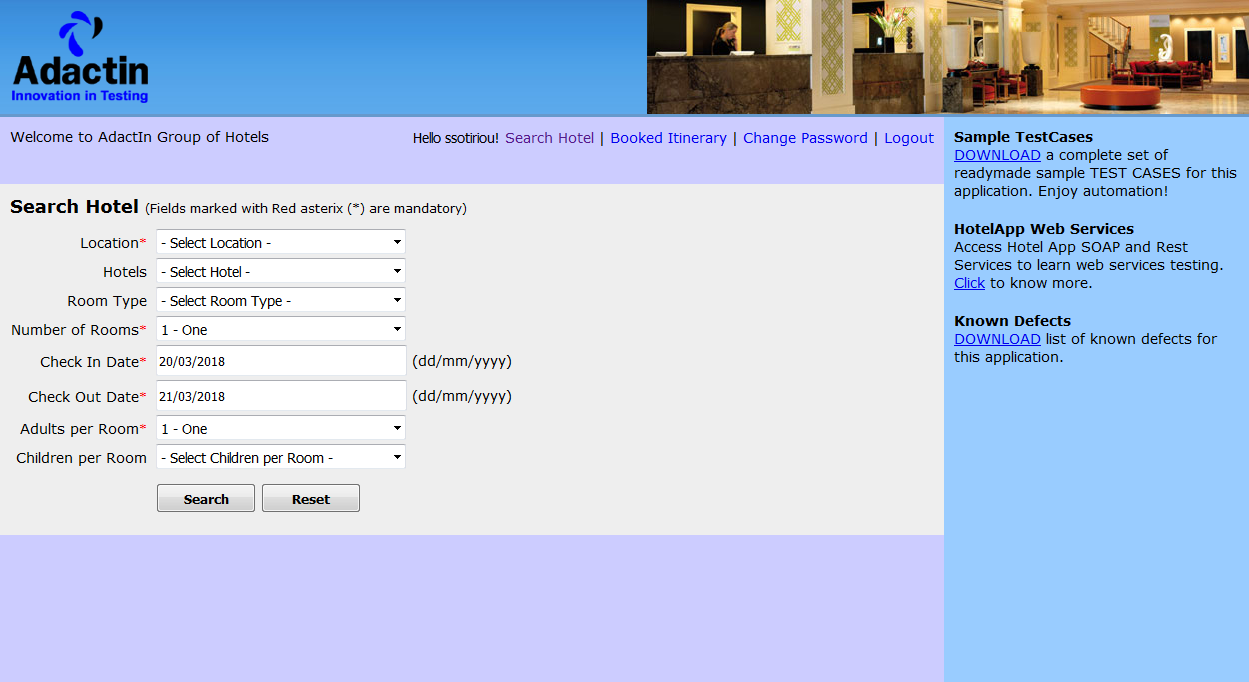 Adactin
Innovation in Testing
Welcome to AdactIn Group of Hotels
Hello ssotiriou! Search Hotel | Booked Itinerary | Change Password | Logout
Search Hotel (Fields marked with Red asterix (*) are mandatory)
Location* - Select Location -
Hotels - Select Hotel -
Room Type - Select Room Type -
Number of Rooms* 1 - One
Check In Date* 20/03/2018 (dd/mm/yyyy)
Check Out Date* 21/03/2018 (dd/mm/yyyy)
Adults per Room* 1 - One
Children per Room - Select Children per Room -
Search Reset
Sample TestCases
DOWNLOAD a complete set of
readymade sample TEST CASES for this
application. Enjoy automation!
HotelApp Web Services
Access Hotel App SOAP and Rest
Services to learn web services testing.
Click to know more.
Known Defects
DOWNLOAD list of known defects for
this application.